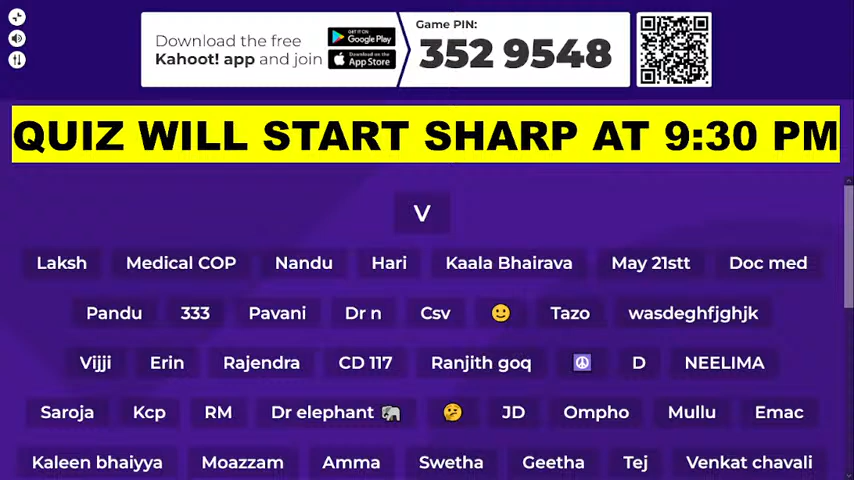 Download the free
Kahoot! app and join
GET IT ON
Google Play
Download on the
App Store
Game PIN:
352 9548
QUIZ WILL START SHARP AT 9:30 PM
V
Laksh Medical COP Nandu Hari Kaala Bhairava May 21stt Doc med
Pandu 333 Pavani Dr n Csv 🙂 Tazo wasdeghfjghjk
Vijji Erin Rajendra CD 117 Ranjith goq ☮ D NEELIMA
Saroja Kcp RM Dr elephant 🐘 🤔 JD Ompho Mullu Emac
Kaleen bhaiyya Moazzam Amma Swetha Geetha Tej Venkat chavali